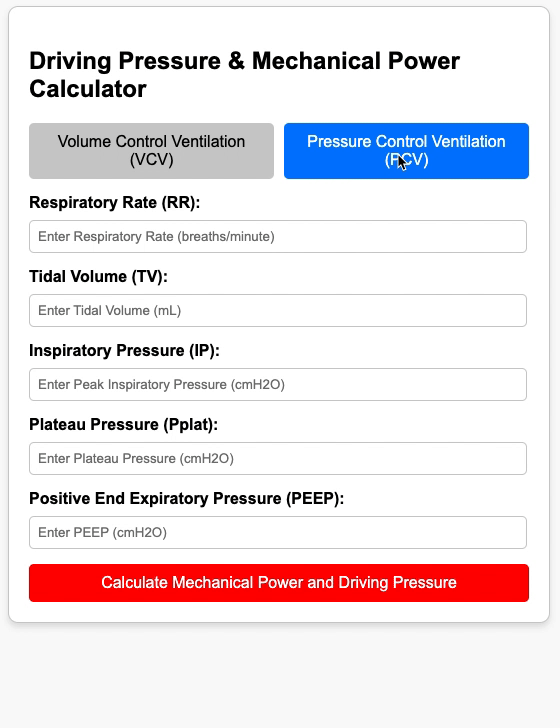 Driving Pressure & Mechanical Power
Calculator
Volume Control Ventilation
(VCV)
Pressure Control Ventilation
(PCV)
Respiratory Rate (RR):
Enter Respiratory Rate (breaths/minute)
Tidal Volume (TV):
Enter Tidal Volume (mL)
Inspiratory Pressure (IP):
Enter Peak Inspiratory Pressure (cmH2O)
Plateau Pressure (Pplat):
Enter Plateau Pressure (cmH2O)
Positive End Expiratory Pressure (PEEP):
Enter PEEP (cmH2O)
Calculate Mechanical Power and Driving Pressure